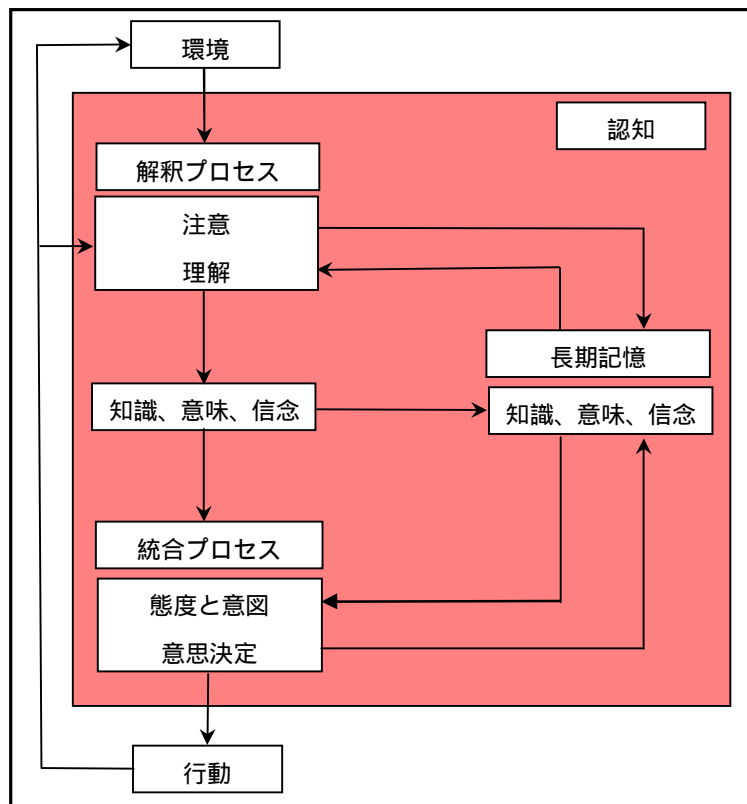 環境
認知
解釈プロセス
注意
理解
長期記憶
知識、意味、信念
知識、意味、信念
統合プロセス
態度と意図
意思決定
行動